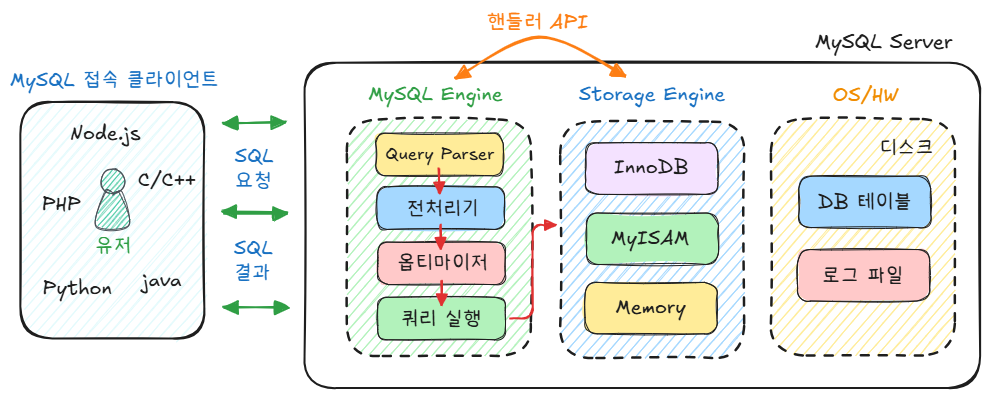 핸들러 API
MySQL Server
MySQL 접속 클라이언트
Node.js
C/C++
PHP
유저
Python
java
SQL
요청
SQL
결과
MySQL Engine
Query Parser
전처리기
옵티마이저
쿼리 실행
Storage Engine
InnoDB
MyISAM
Memory
OS/HW
디스크
DB 테이블
로그 파일